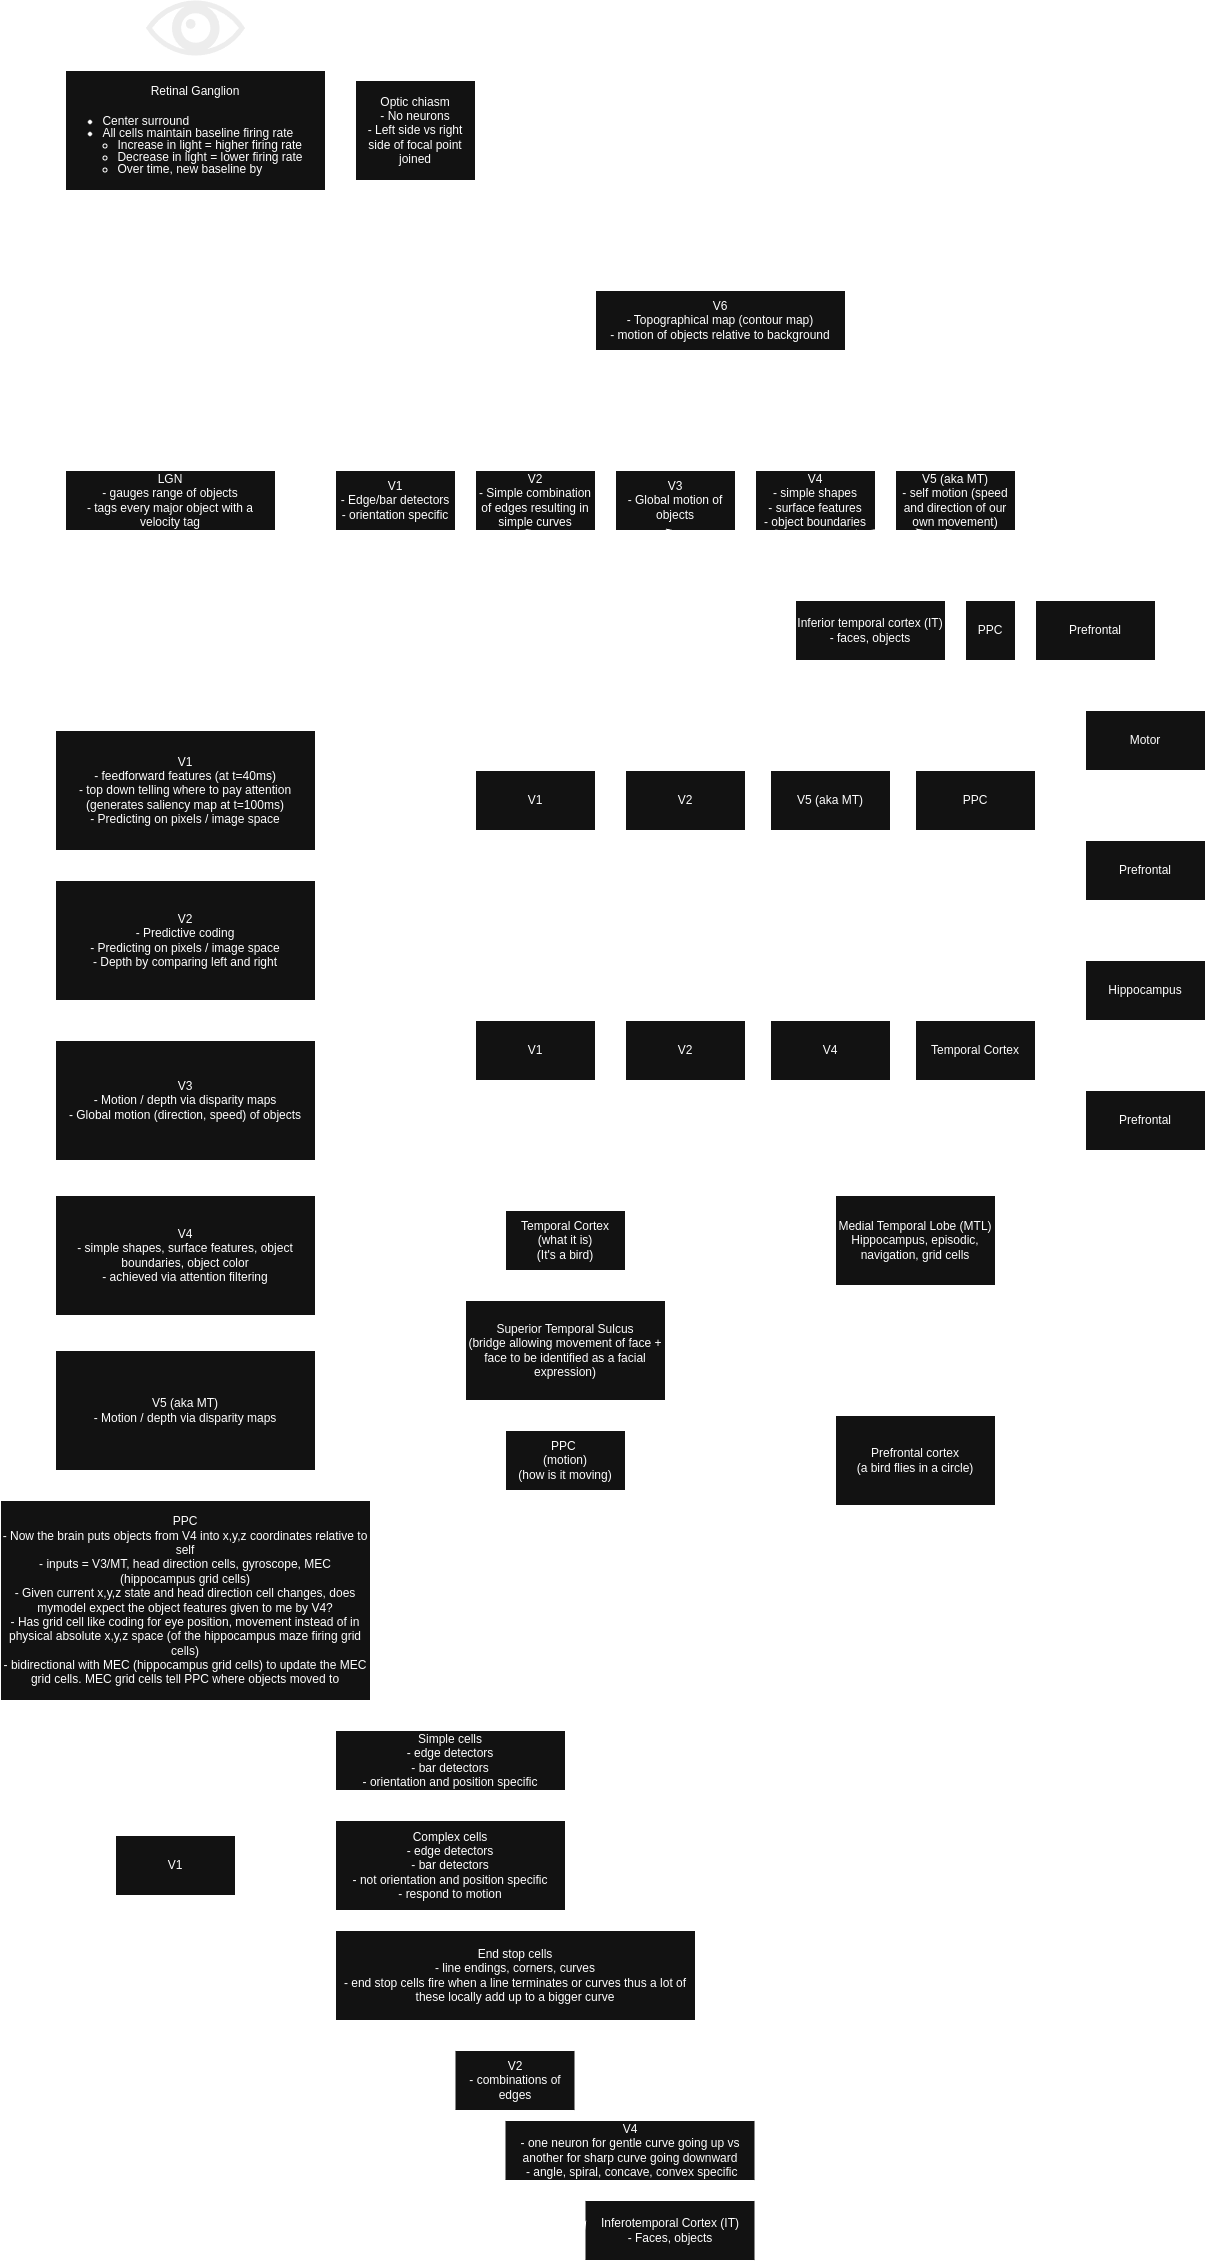 Retinal Ganglion
Center surround
All cells maintain baseline firing rate
Increase in light = higher firing rate
Decrease in light = lower firing rate
Over time, new baseline by
Optic chiasm
- No neurons
- Left side vs right
side of focal point
joined
V6
- Topographical map (contour map)
- motion of objects relative to background
LGN
- gauges range of objects
- tags every major object with a
velocity tag
V1
- Edge/bar detectors
- orientation specific
V2
- Simple combination
of edges resulting in
simple curves
V3
- Global motion of
objects
V4
- simple shapes
- surface features
- object boundaries
V5 (aka MT)
- self motion (speed
and direction of our
own movement)
Inferior temporal cortex (IT)
- faces, objects
PPC
Prefrontal
Motor
V1
- feedforward features (at t=40ms)
- top down telling where to pay attention
(generates saliency map at t=100ms)
- Predicting on pixels / image space
V1
V2
V5 (aka MT)
PPC
Prefrontal
V2
- Predictive coding
- Predicting on pixels / image space
- Depth by comparing left and right
Hippocampus
V1
V2
V4
Temporal Cortex
V3
- Motion / depth via disparity maps
- Global motion (direction, speed) of objects
Prefrontal
V4
- simple shapes, surface features, object
boundaries, object color
- achieved via attention filtering
Temporal Cortex
(what it is)
(It's a bird)
Medial Temporal Lobe (MTL)
Hippocampus, episodic,
navigation, grid cells
Superior Temporal Sulcus
(bridge allowing movement of face +
face to be identified as a facial
expression)
V5 (aka MT)
- Motion / depth via disparity maps
PPC
(motion)
(how is it moving)
Prefrontal cortex
(a bird flies in a circle)
PPC
- Now the brain puts objects from V4 into x,y,z coordinates relative to
self
- inputs = V3/MT, head direction cells, gyroscope, MEC
(hippocampus grid cells)
- Given current x,y,z state and head direction cell changes, does
mymodel expect the object features given to me by V4?
- Has grid cell like coding for eye position, movement instead of in
physical absolute x,y,z space (of the hippocampus maze firing grid
cells)
- bidirectional with MEC (hippocampus grid cells) to update the MEC
grid cells. MEC grid cells tell PPC where objects moved to
Simple cells
- edge detectors
- bar detectors
- orientation and position specific
V1
Complex cells
- edge detectors
- bar detectors
- not orientation and position specific
- respond to motion
End stop cells
- line endings, corners, curves
- end stop cells fire when a line terminates or curves thus a lot of
these locally add up to a bigger curve
V2
- combinations of
edges
V4
- one neuron for gentle curve going up vs
another for sharp curve going downward
- angle, spiral, concave, convex specific
Inferotemporal Cortex (IT)
- Faces, objects